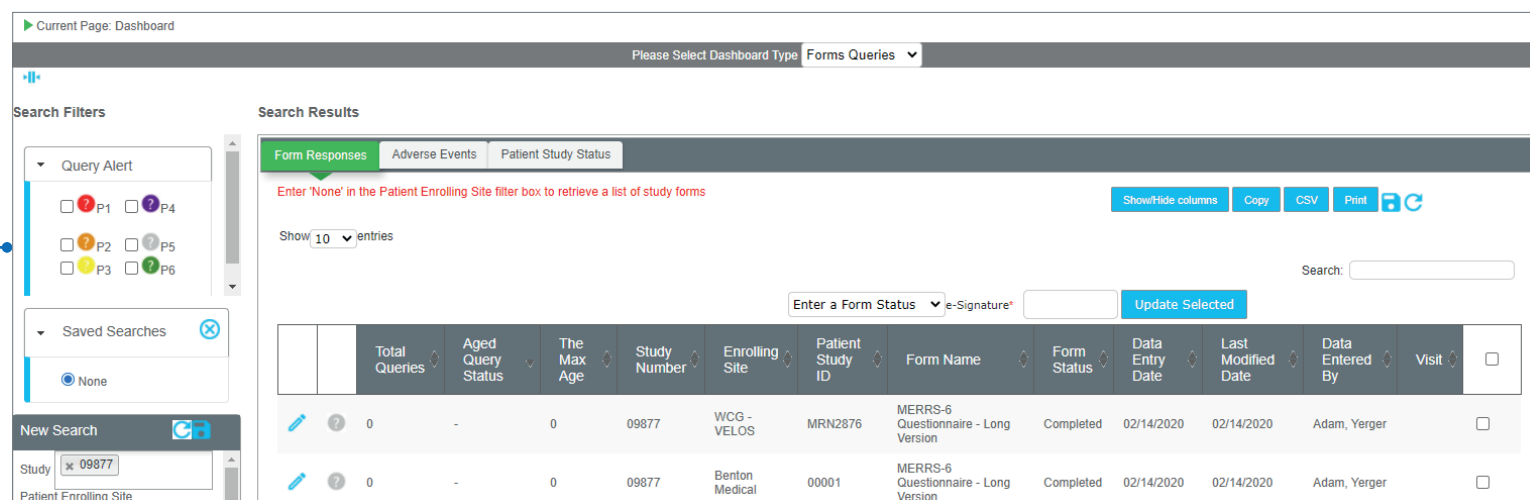 Current Page: Dashboard
Please Select Dashboard Type Forms Queries
Search Filters
Search Results
Query Alert
? P1 ? P4
? P2 ? P5
? P3 ? P6
Saved Searches
None
New Search
Study × 09877
Patient Enrolling Site
Form Responses Adverse Events Patient Study Status
Enter 'None' in the Patient Enrolling Site filter box to retrieve a list of study forms
Show/Hide columns Copy CSV Print
Show 10 entries
Search:
Enter a Form Status e-Signature* Update Selected
Total Queries Aged Query Status The Max Age Study Number Enrolling Site Patient Study ID Form Name Form Status Data Entry Date Last Modified Date Data Entered By Visit
? 0 - 0 09877 WCG - VELOS MRN2876 MERRS-6 Questionnaire - Long Version Completed 02/14/2020 02/14/2020 Adam, Yerger
? 0 - 0 09877 Benton Medical 00001 MERRS-6 Questionnaire - Long Version Completed 02/14/2020 02/14/2020 Adam, Yerger